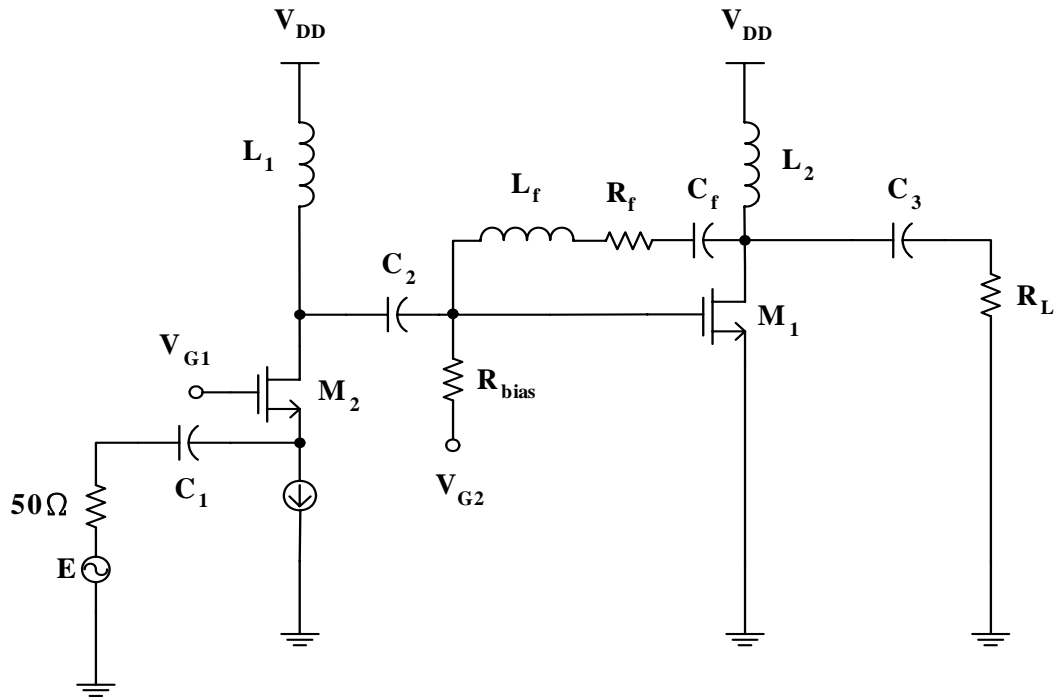 V_DD
V_DD
L_1
L_2
L_f
R_f
C_f
C_3
C_2
R_L
M_1
V_G1
M_2
R_bias
C_1
V_G2
50Ω
E